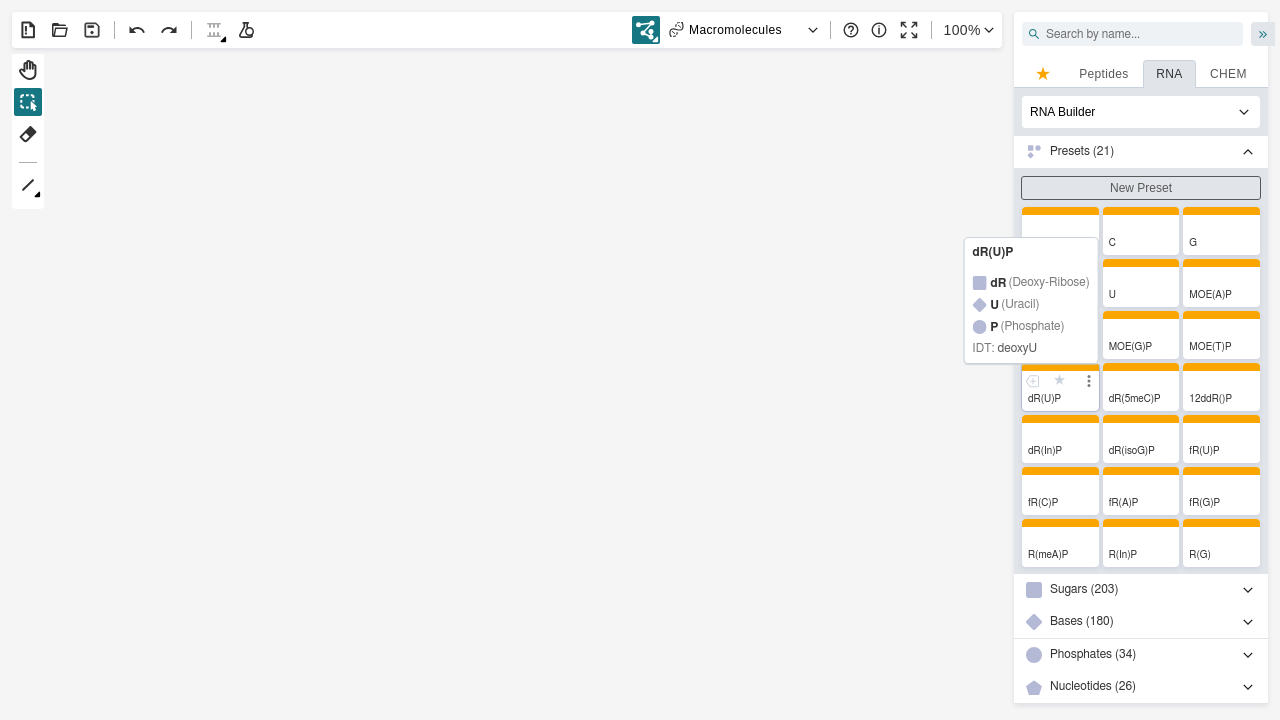 Macromolecules
100%
Search by name...
Peptides
RNA
CHEM
RNA Builder
Presets (21)
New Preset
C
G
U
MOE(A)P
MOE(G)P
MOE(T)P
dR(U)P
dR (Deoxy-Ribose)
U (Uracil)
P (Phosphate)
IDT: deoxyU
dR(U)P
dR(5meC)P
12ddR()P
dR(In)P
dR(isoG)P
fR(U)P
fR(C)P
fR(A)P
fR(G)P
R(meA)P
R(In)P
R(G)
Sugars (203)
Bases (180)
Phosphates (34)
Nucleotides (26)